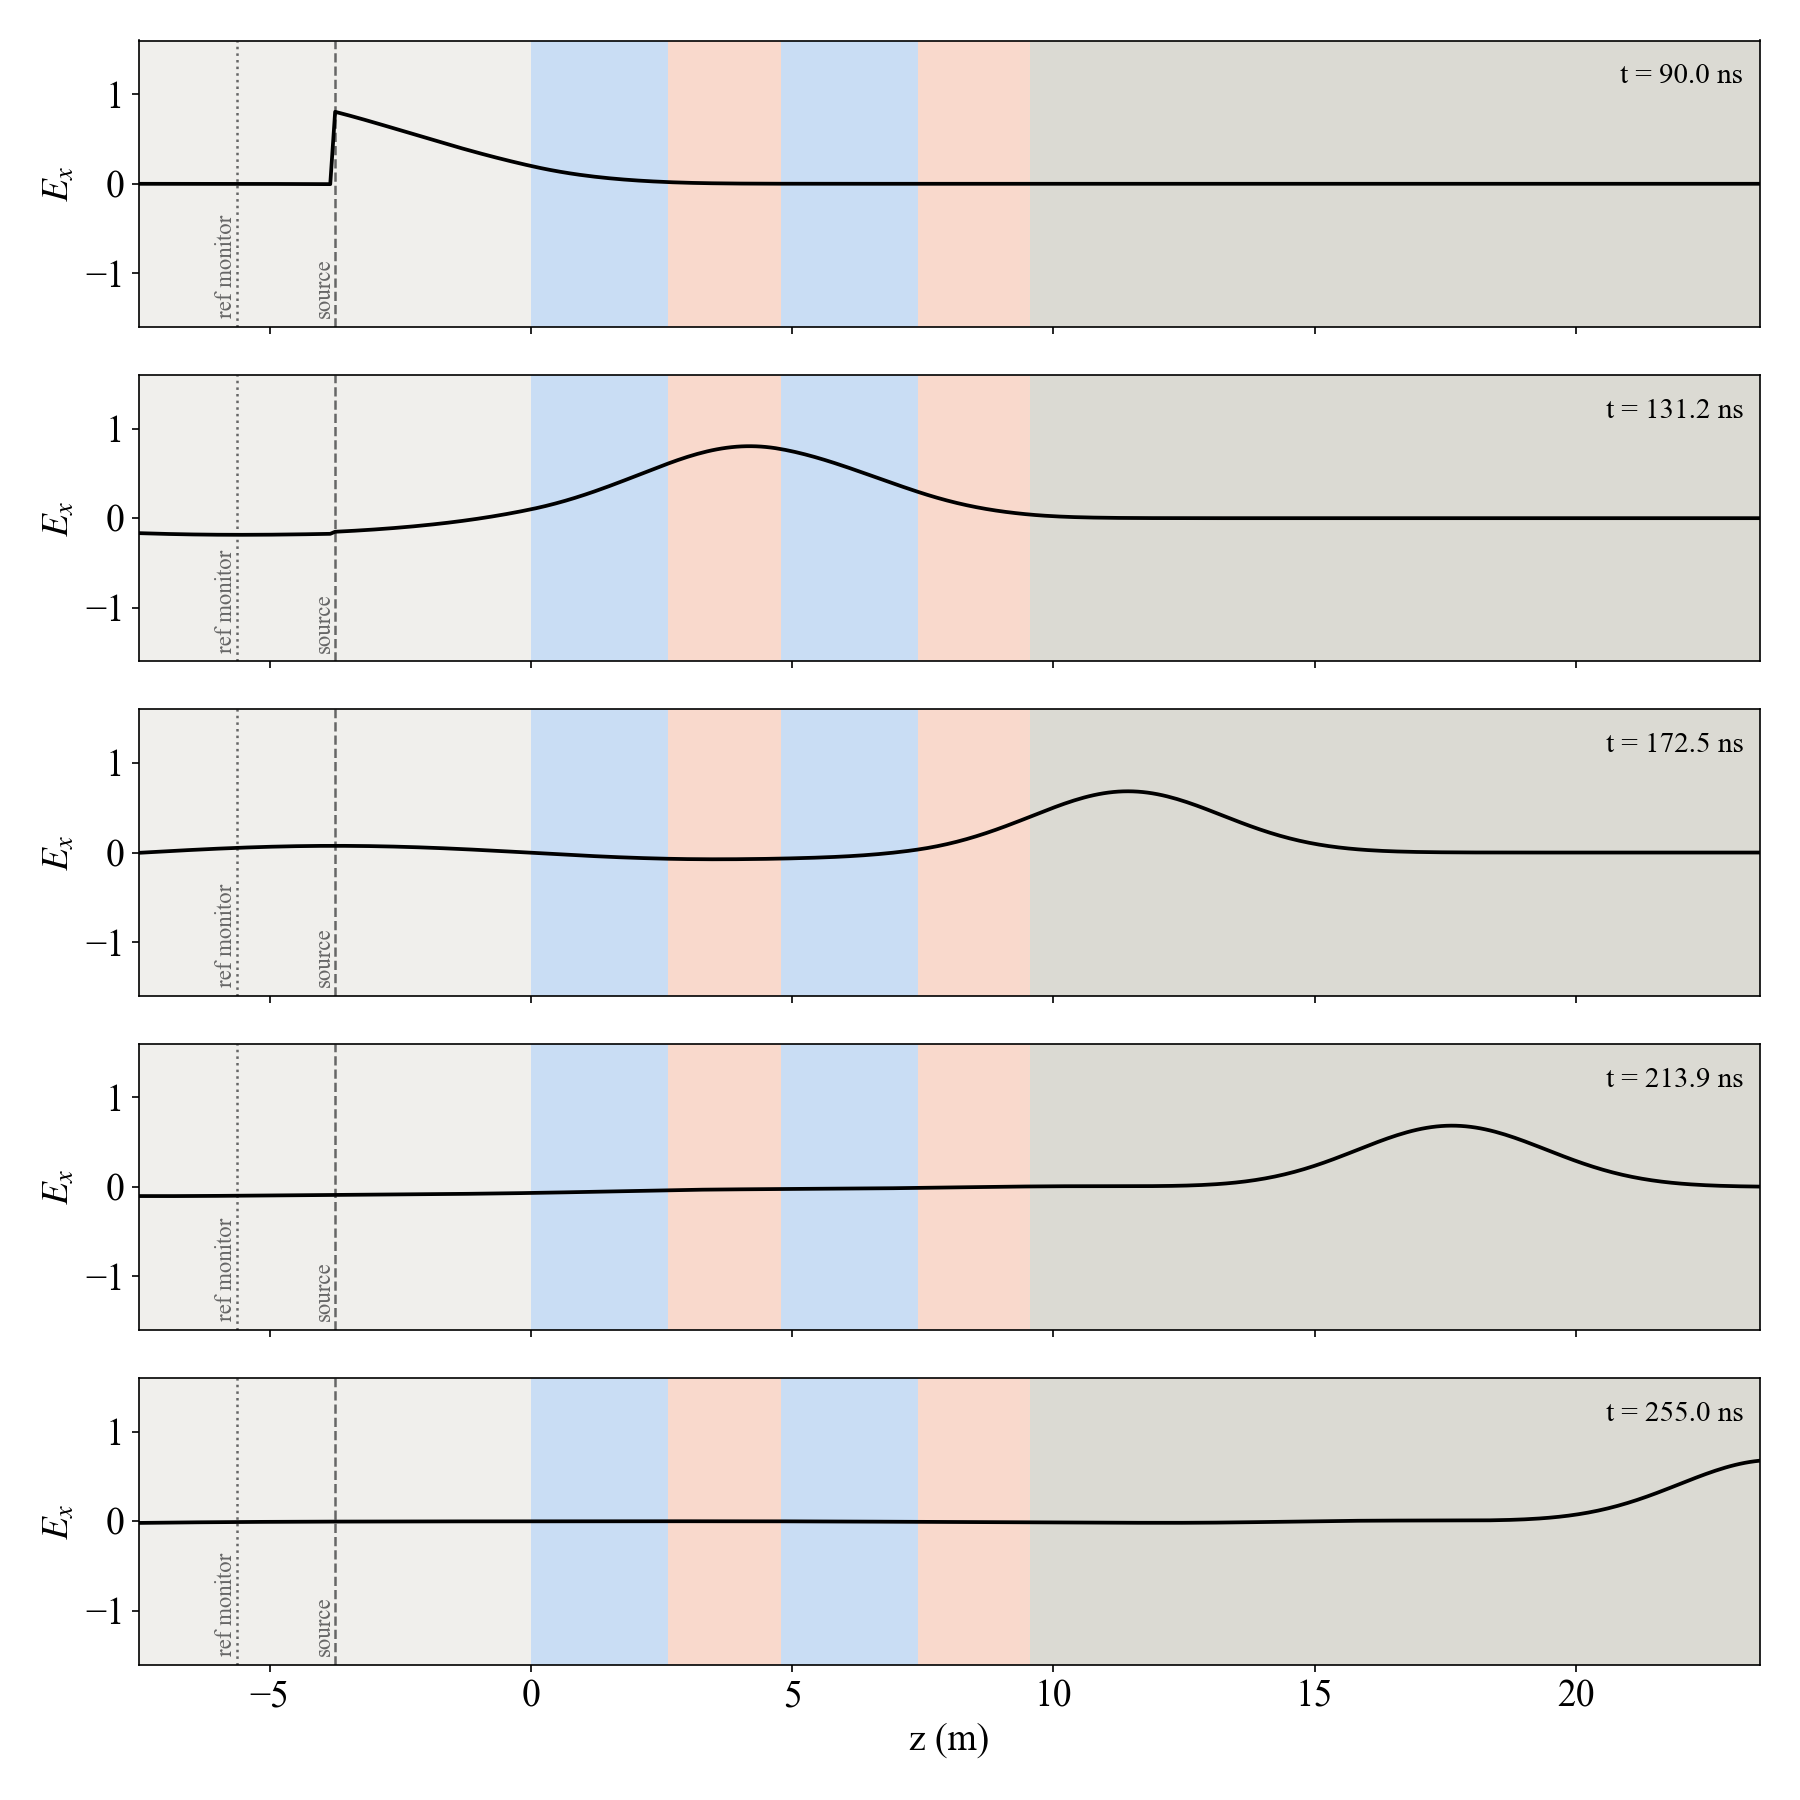 t = 90.0 ns
1
0
−1
E_x
ref monitor
source
t = 131.2 ns
1
0
−1
E_x
ref monitor
source
t = 172.5 ns
1
0
−1
E_x
ref monitor
source
t = 213.9 ns
1
0
−1
E_x
ref monitor
source
t = 255.0 ns
1
0
−1
E_x
ref monitor
source
−5 0 5 10 15 20
z (m)